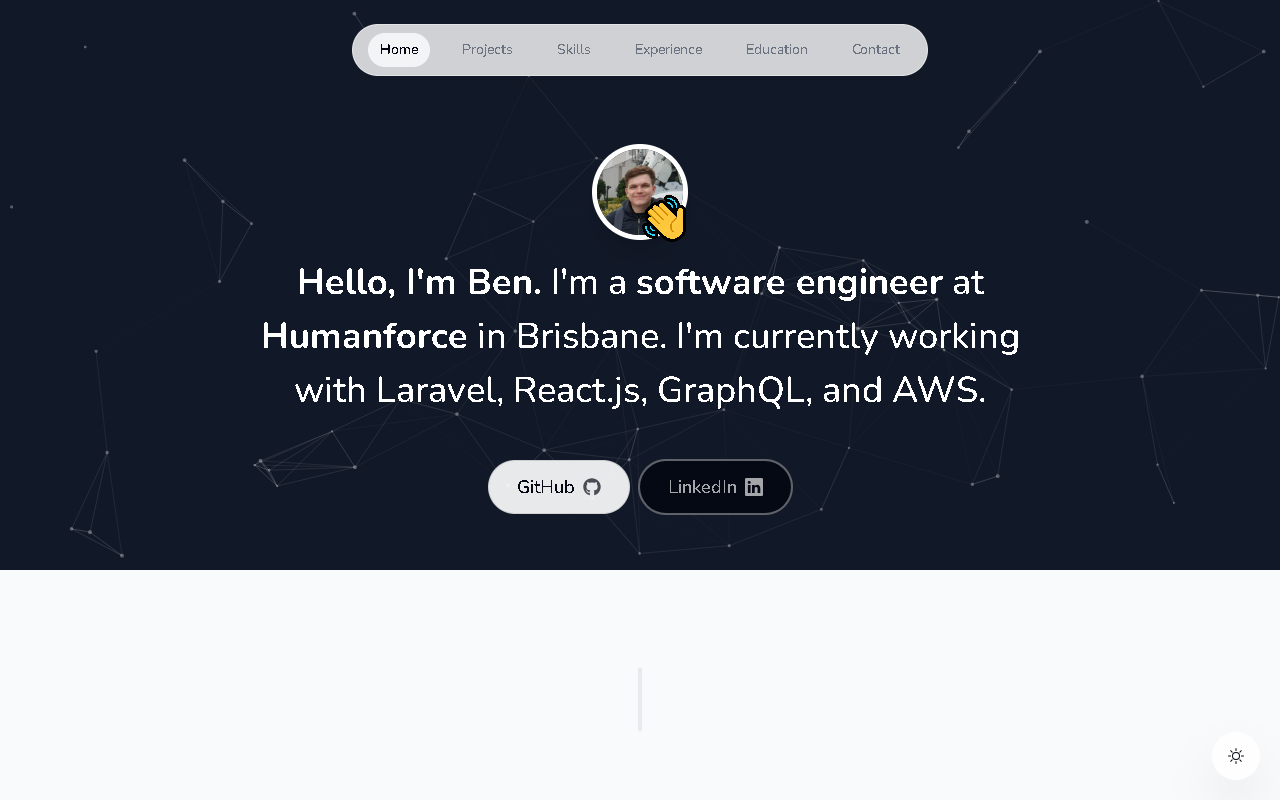 Home
Projects
Skills
Experience
Education
Contact
Hello, I'm Ben. I'm a software engineer at
Humanforce in Brisbane. I'm currently working
with Laravel, React.js, GraphQL, and AWS.
GitHub
LinkedIn